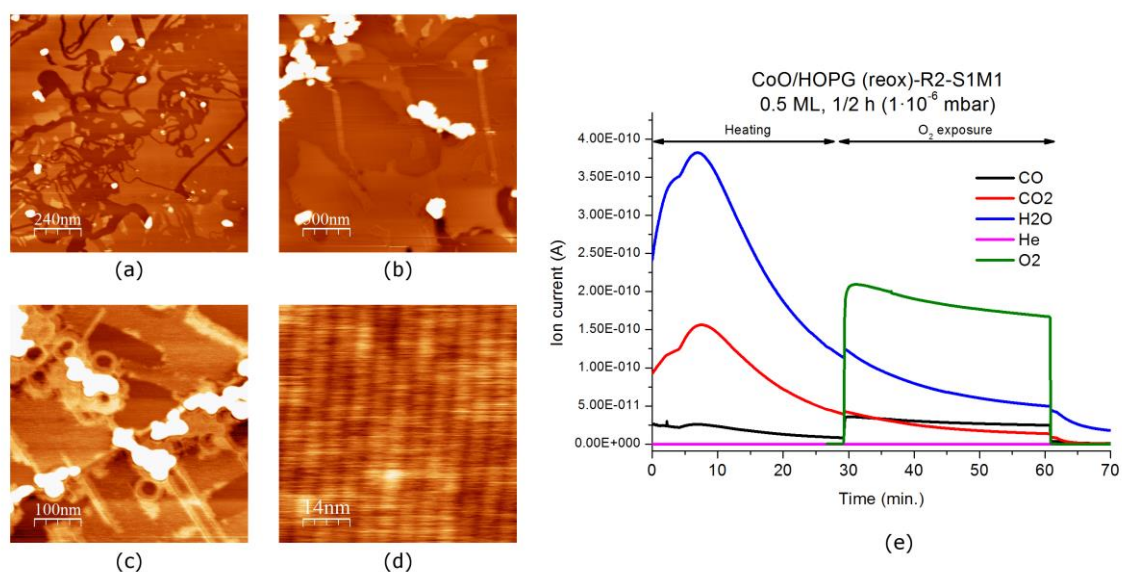 240nm
(a)
(b)
100nm
(c)
14nm
(d)
CoO/HOPG (reox)-R2-S1M1
0.5 ML, 1/2 h (1·10⁻⁶ mbar)
Heating
O₂ exposure
4.00E-010
3.50E-010
3.00E-010
2.50E-010
2.00E-010
1.50E-010
1.00E-010
5.00E-011
0.00E+000
Ion current (A)
CO
CO2
H2O
He
O2
0 10 20 30 40 50 60 70
Time (min.)
(e)